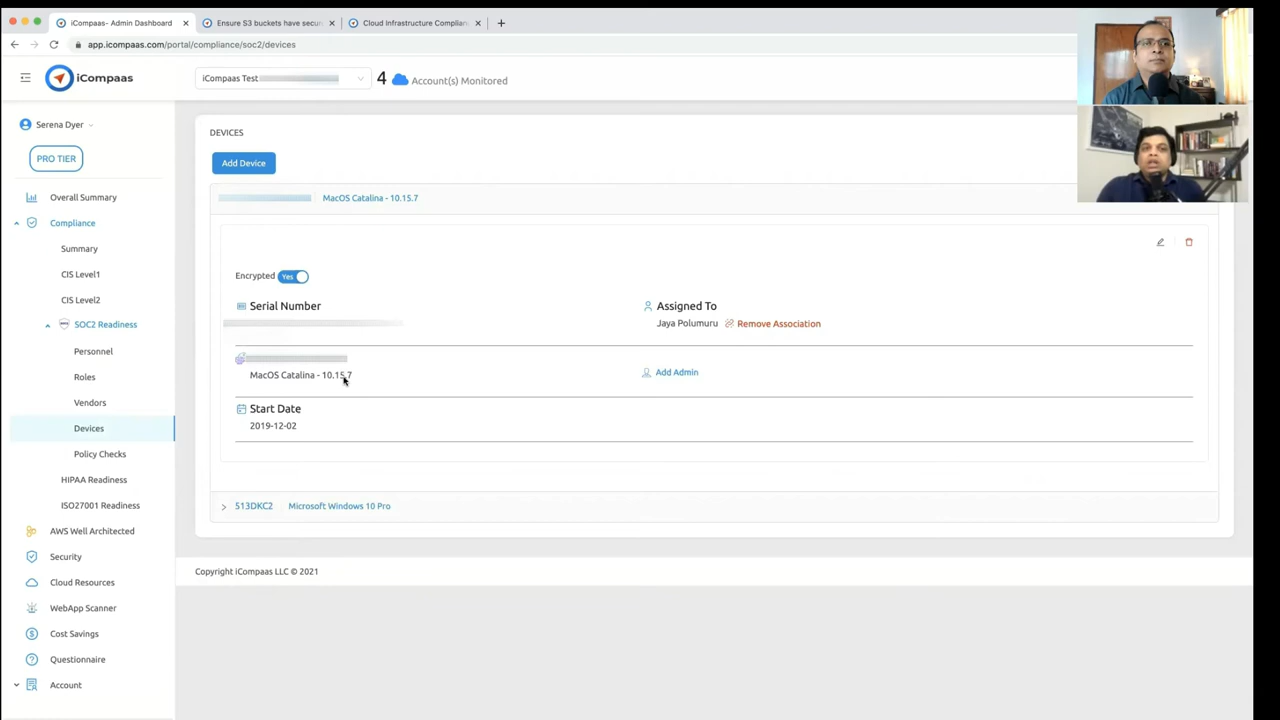 iCompaas- Admin Dashboard
Ensure S3 buckets have secur
Cloud Infrastructure Complian
app.icompaas.com/portal/compliance/soc2/devices
iCompaas
iCompaas Test
4 Account(s) Monitored
Serena Dyer
PRO TIER
Overall Summary
Compliance
Summary
CIS Level1
CIS Level2
SOC2 Readiness
Personnel
Roles
Vendors
Devices
Policy Checks
HIPAA Readiness
ISO27001 Readiness
AWS Well Architected
Security
Cloud Resources
WebApp Scanner
Cost Savings
Questionnaire
Account
DEVICES
Add Device
MacOS Catalina - 10.15.7
Encrypted Yes
Serial Number
Assigned To
Jaya Polumuru Remove Association
MacOS Catalina - 10.15.7
Add Admin
Start Date
2019-12-02
513DKC2 Microsoft Windows 10 Pro
Copyright iCompaas LLC © 2021